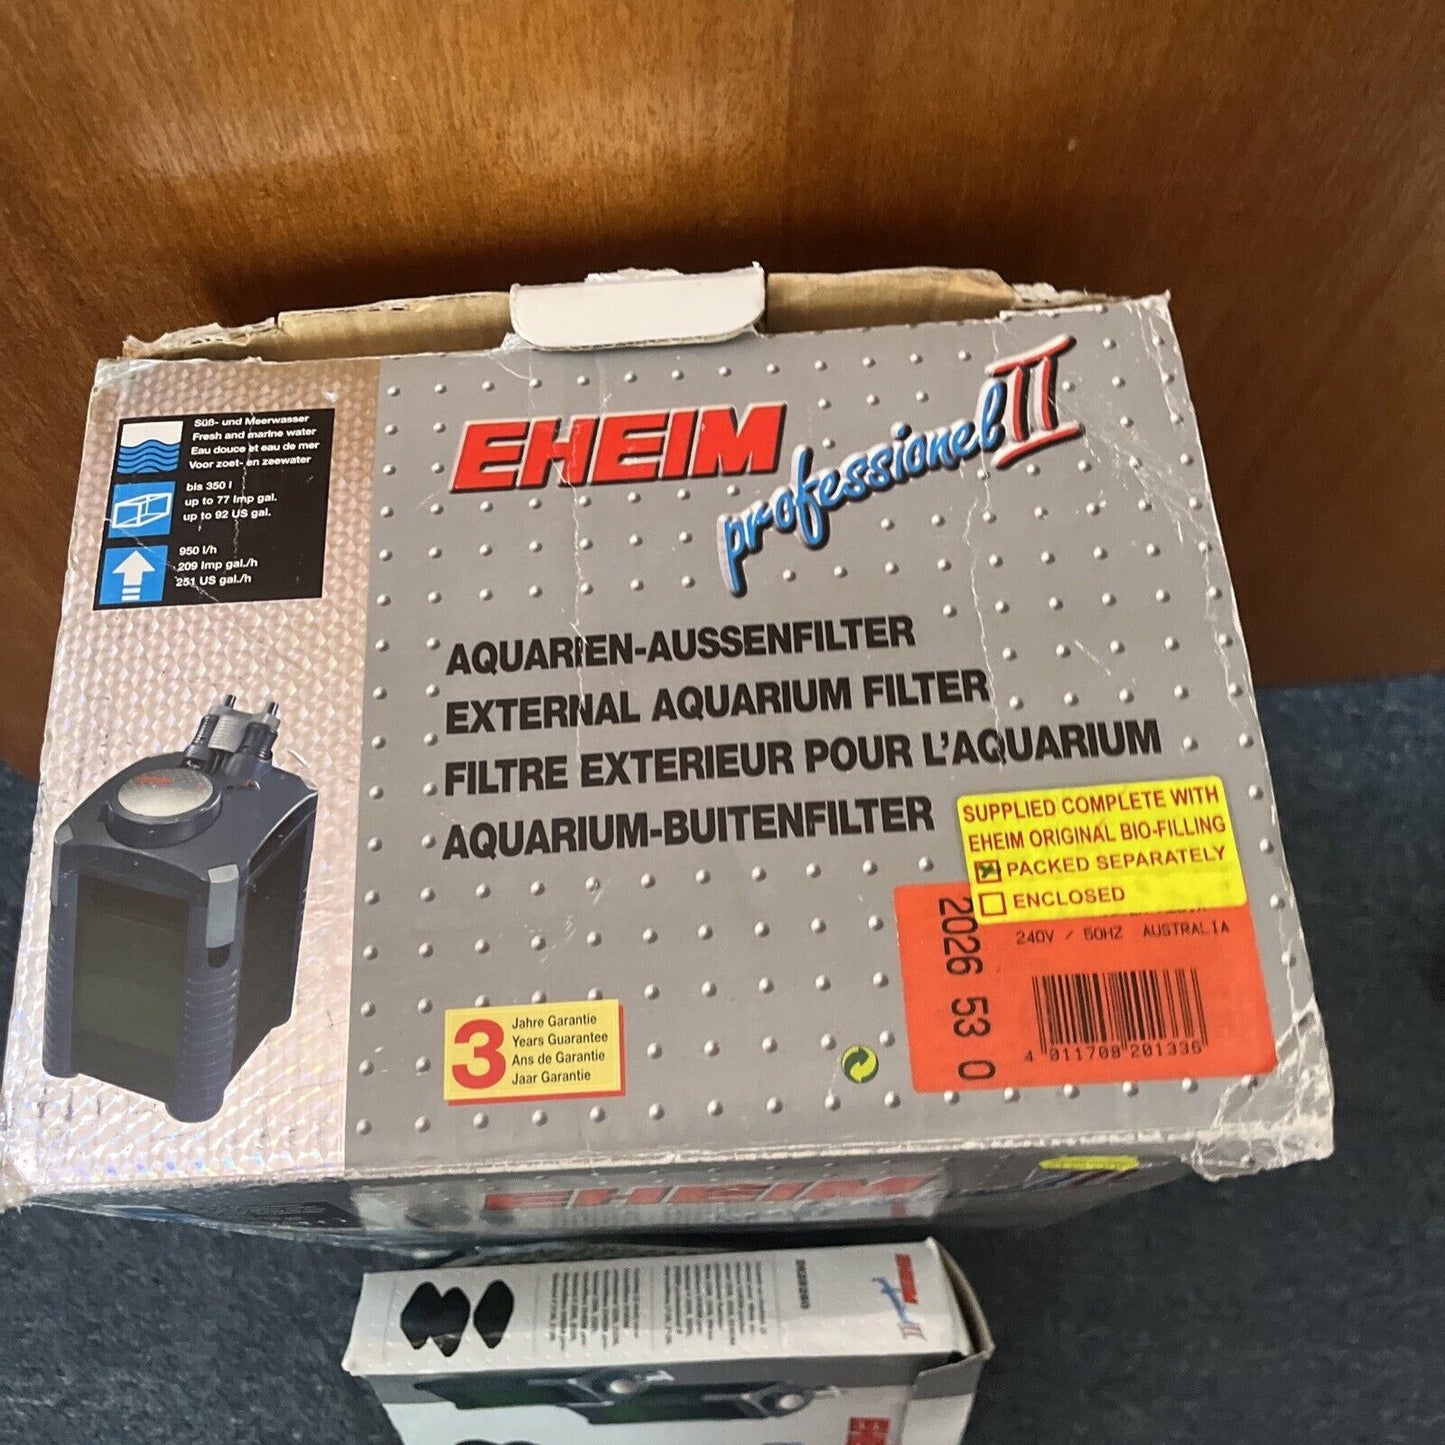 Süß- und Meerwasser
Fresh and marine water
Eau douce et eau de mer
Voor zoet- en zeewater
bis 350 l
up to 77 Imp gal.
up to 92 US gal.
950 l/h
209 Imp gal./h
251 US gal./h
EHEIM
professionel II
AQUARIEN-AUSSENFILTER
EXTERNAL AQUARIUM FILTER
FILTRE EXTERIEUR POUR L'AQUARIUM
AQUARIUM-BUITENFILTER
SUPPLIED COMPLETE WITH
EHEIM ORIGINAL BIO-FILLING
PACKED SEPARATELY
ENCLOSED
240V / 50HZ AUSTRALIA
2026 53 0
4 011708 201336
3
Jahre Garantie
Years Guarantee
Ans de Garantie
Jaar Garantie
EHEIM
EHEIM
EHEIM